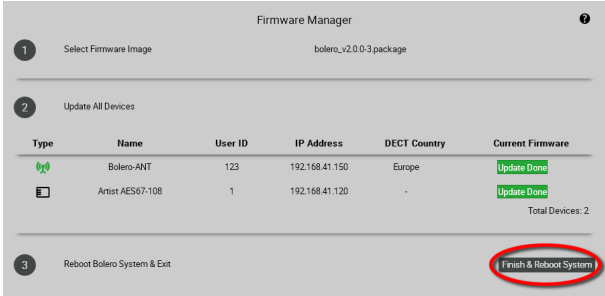 Firmware Manager ?
1 Select Firmware Image bolero_v2.0.0-3.package
2 Update All Devices
Type Name User ID IP Address DECT Country Current Firmware
Bolero-ANT 123 192.168.41.150 Europe Update Done
Artist AES67-108 1 192.168.41.120 - Update Done
Total Devices: 2
3 Reboot Bolero System & Exit Finish & Reboot System